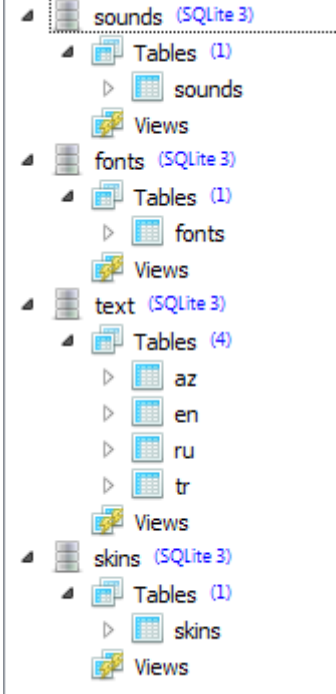 sounds (SQLite 3)
Tables (1)
sounds
Views
fonts (SQLite 3)
Tables (1)
fonts
Views
text (SQLite 3)
Tables (4)
az
en
ru
tr
Views
skins (SQLite 3)
Tables (1)
skins
Views